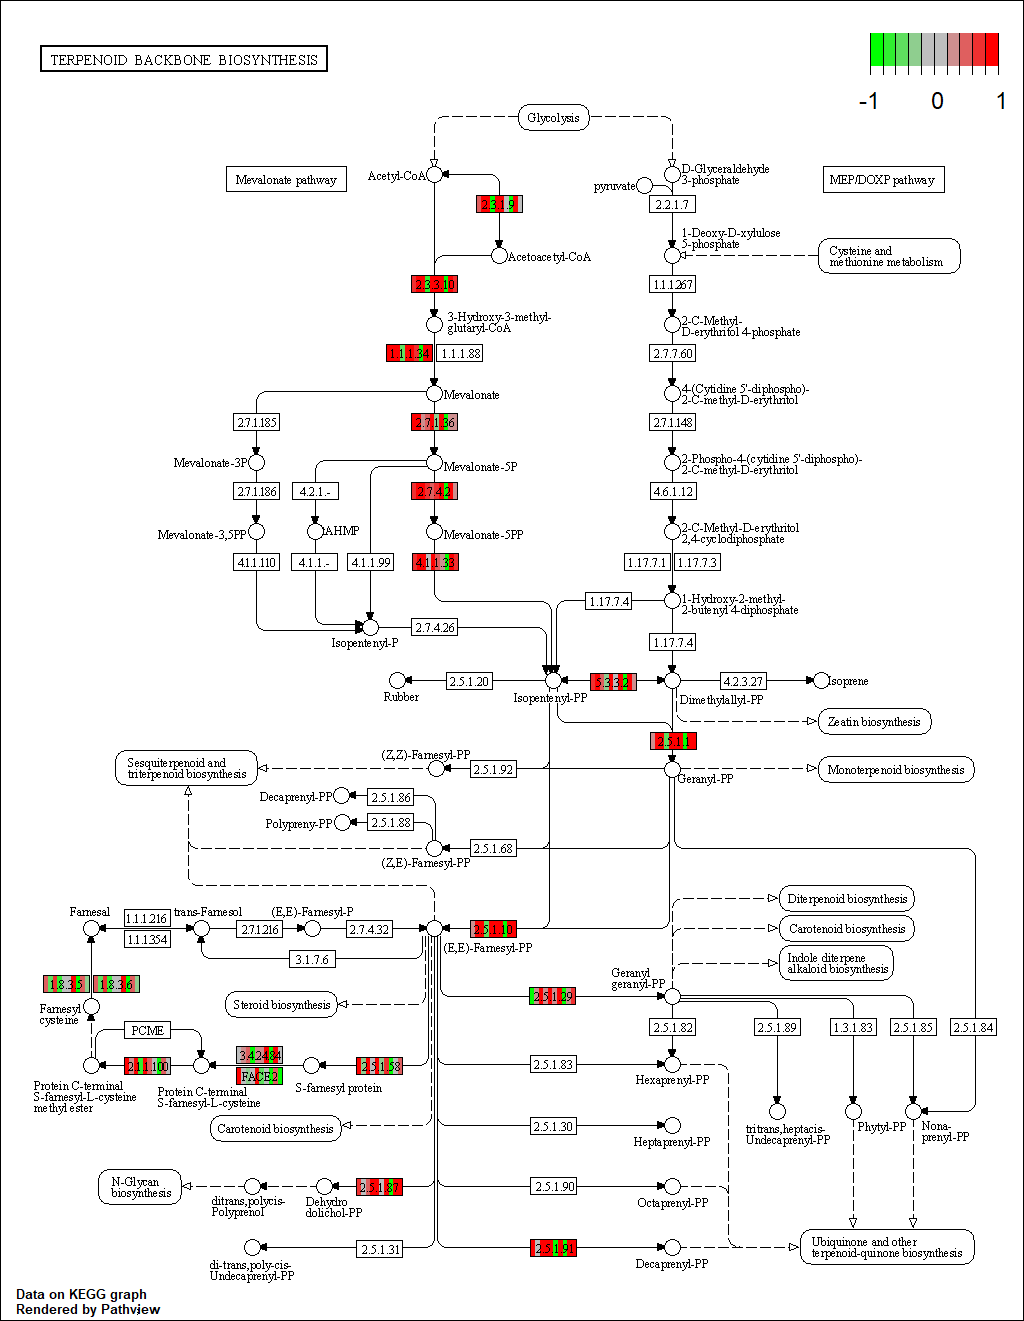 TERPENOID BACKBONE BIOSYNTHESIS
-1 0 1
Glycolysis
Mevalonate pathway
Acetyl-CoA
pyruvate
D-Glyceraldehyde
3-phosphate
MEP/DOXP pathway
2.3.1.9
2.2.1.7
1-Deoxy-D-xylulose
5-phosphate
Acetoacetyl-CoA
Cysteine and
methionine metabolism
2.3.3.10
1.1.1.267
3-Hydroxy-3-methyl-
glutaryl-CoA
2-C-Methyl-
D-erythritol 4-phosphate
1.1.1.34
1.1.1.88
2.7.7.60
Mevalonate
4-(Cytidine 5'-diphospho)-
2-C-methyl-D-erythritol
2.7.1.185
2.7.1.36
2.7.1.148
Mevalonate-3P
Mevalonate-5P
2-Phospho-4-(cytidine 5'-diphospho)-
2-C-methyl-D-erythritol
2.7.1.186
4.2.1.-
2.7.4.2
4.6.1.12
Mevalonate-3,5PP
tAHMP
Mevalonate-5PP
2-C-Methyl-D-erythritol
2,4-cyclodiphosphate
4.1.1.110
4.1.1.-
4.1.1.99
4.1.1.33
1.17.7.1
1.17.7.3
1.17.7.4
1-Hydroxy-2-methyl-
2-butenyl 4-diphosphate
Isopentenyl-P
2.7.4.26
1.17.7.4
Rubber
2.5.1.20
Isopentenyl-PP
5.3.3.2
Dimethylallyl-PP
4.2.3.27
Isoprene
Zeatin biosynthesis
2.5.1.1
Sesquiterpenoid and
triterpenoid biosynthesis
(Z,Z)-Farnesyl-PP
2.5.1.92
Geranyl-PP
Monoterpenoid biosynthesis
Decaprenyl-PP
2.5.1.86
Polypreny-PP
2.5.1.88
(Z,E)-Farnesyl-PP
2.5.1.68
Diterpenoid biosynthesis
Farnesal
1.1.1.216
1.1.1.354
trans-Farnesol
2.7.1.216
(E,E)-Farnesyl-P
2.7.4.32
2.5.1.10
(E,E)-Farnesyl-PP
Carotenoid biosynthesis
3.1.7.6
Indole diterpene
alkaloid biosynthesis
1.8.3.5
1.8.3.6
Geranyl
geranyl-PP
Farnesyl
cysteine
Steroid biosynthesis
2.5.1.29
PCME
2.5.1.82
2.5.1.89
1.3.1.83
2.5.1.85
2.5.1.84
3.4.24.84
FACE2
2.1.1.100
2.5.1.58
2.5.1.83
Protein C-terminal
S-farnesyl-L-cysteine
methyl ester
Protein C-terminal
S-farnesyl-L-cysteine
S-farnesyl protein
Hexaprenyl-PP
Carotenoid biosynthesis
2.5.1.30
Heptaprenyl-PP
tritrans,heptacis-
Undecaprenyl-PP
Phytyl-PP
Nona-
prenyl-PP
N-Glycan
biosynthesis
ditrans,polycis-
Polyprenol
Dehydro
dolichol-PP
2.5.1.87
2.5.1.90
Octaprenyl-PP
di-trans,poly-cis-
Undecaprenyl-PP
2.5.1.31
2.5.1.91
Decaprenyl-PP
Ubiquinone and other
terpenoid-quinone biosynthesis
Data on KEGG graph
Rendered by Pathview